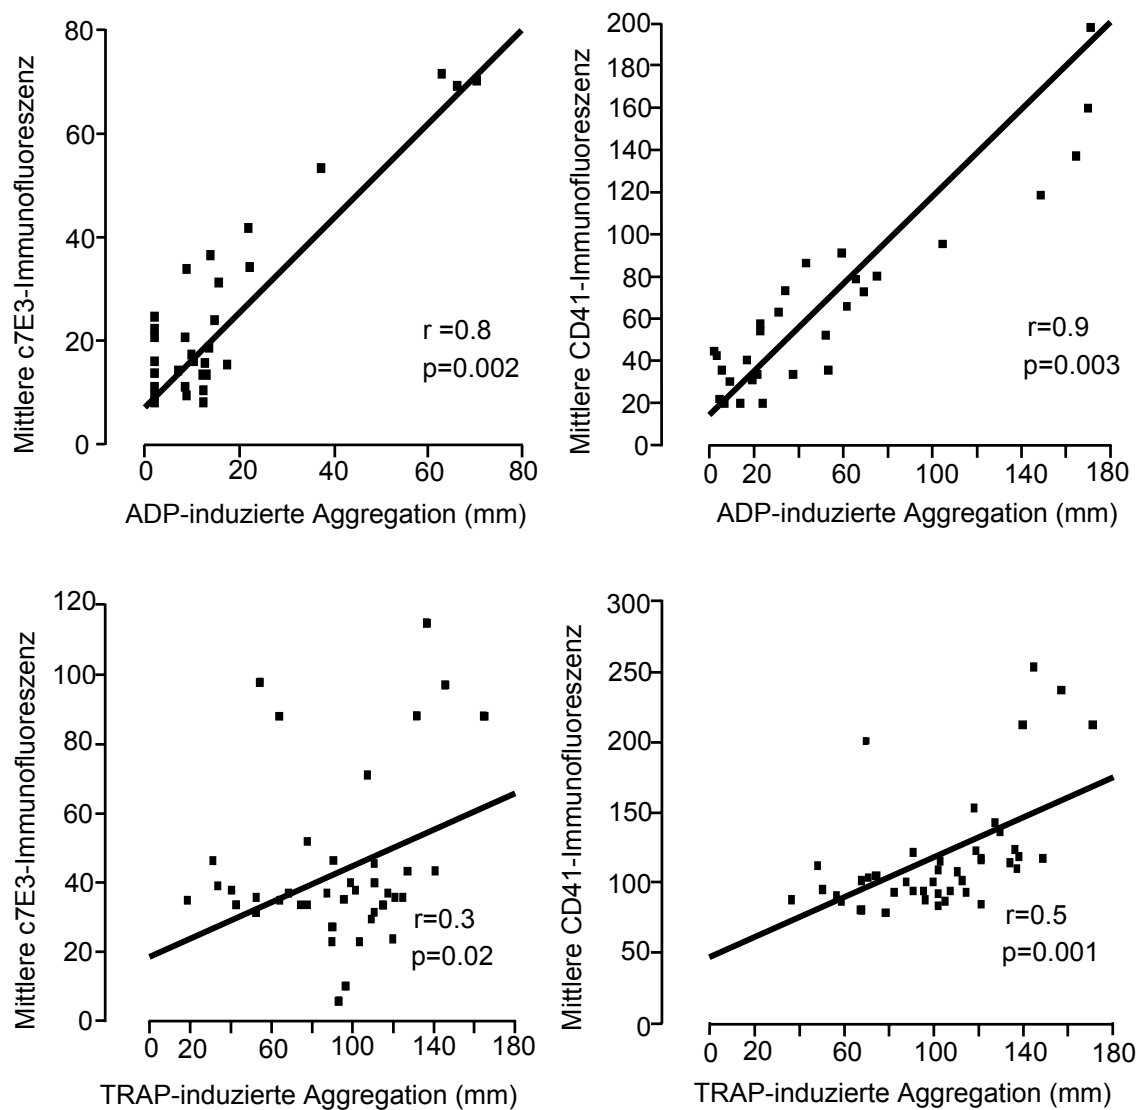 Mittlere c7E3-Immunofluoreszenz
80
60
40
20
0
r =0.8
p=0.002
0 20 40 60 80
ADP-induzierte Aggregation (mm)
Mittlere CD41-Immunofluoreszenz
200
180
160
140
120
100
80
60
40
20
0
r=0.9
p=0.003
0 20 60 100 140 180
ADP-induzierte Aggregation (mm)
Mittlere c7E3-Immunofluoreszenz
120
100
80
60
40
20
0
r=0.3
p=0.02
0 20 60 100 140 180
TRAP-induzierte Aggregation (mm)
Mittlere CD41-Immunofluoreszenz
300
250
200
150
100
50
0
r=0.5
p=0.001
0 20 60 100 140 180
TRAP-induzierte Aggregation (mm)